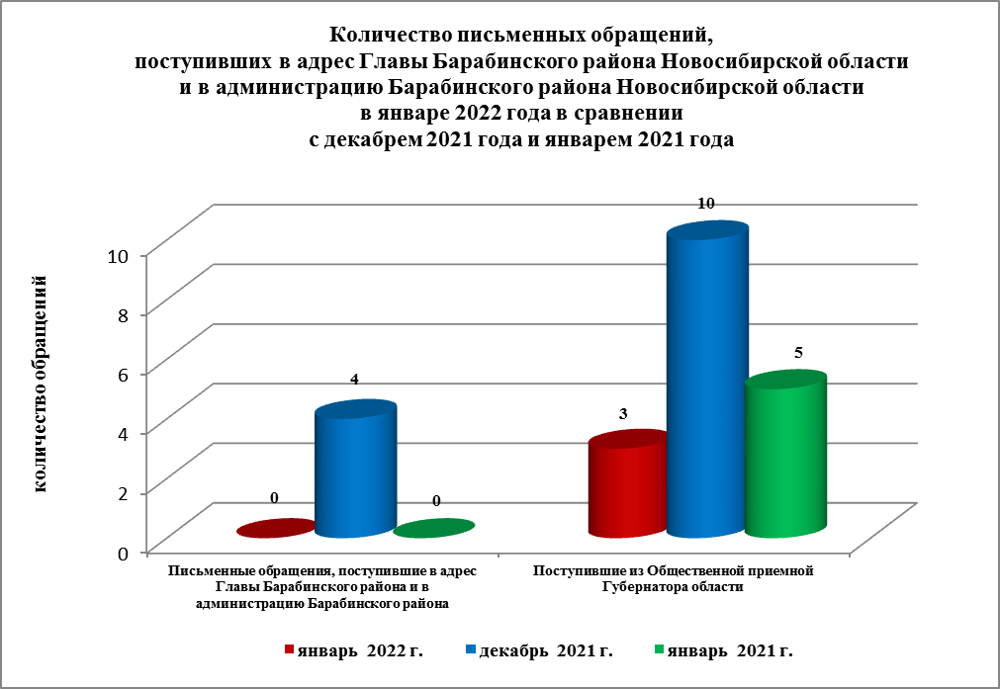 Количество письменных обращений,
поступивших в адрес Главы Барабинского района Новосибирской области
и в администрацию Барабинского района Новосибирской области
в январе 2022 года в сравнении
с декабрем 2021 года и январем 2021 года
количество обращений
10
8
6
4
2
0
0
4
0
3
10
5
Письменные обращения, поступившие в адрес
Главы Барабинского района и в
администрацию Барабинского района
Поступившие из Общественной приемной
Губернатора области
январь 2022 г.
декабрь 2021 г.
январь 2021 г.